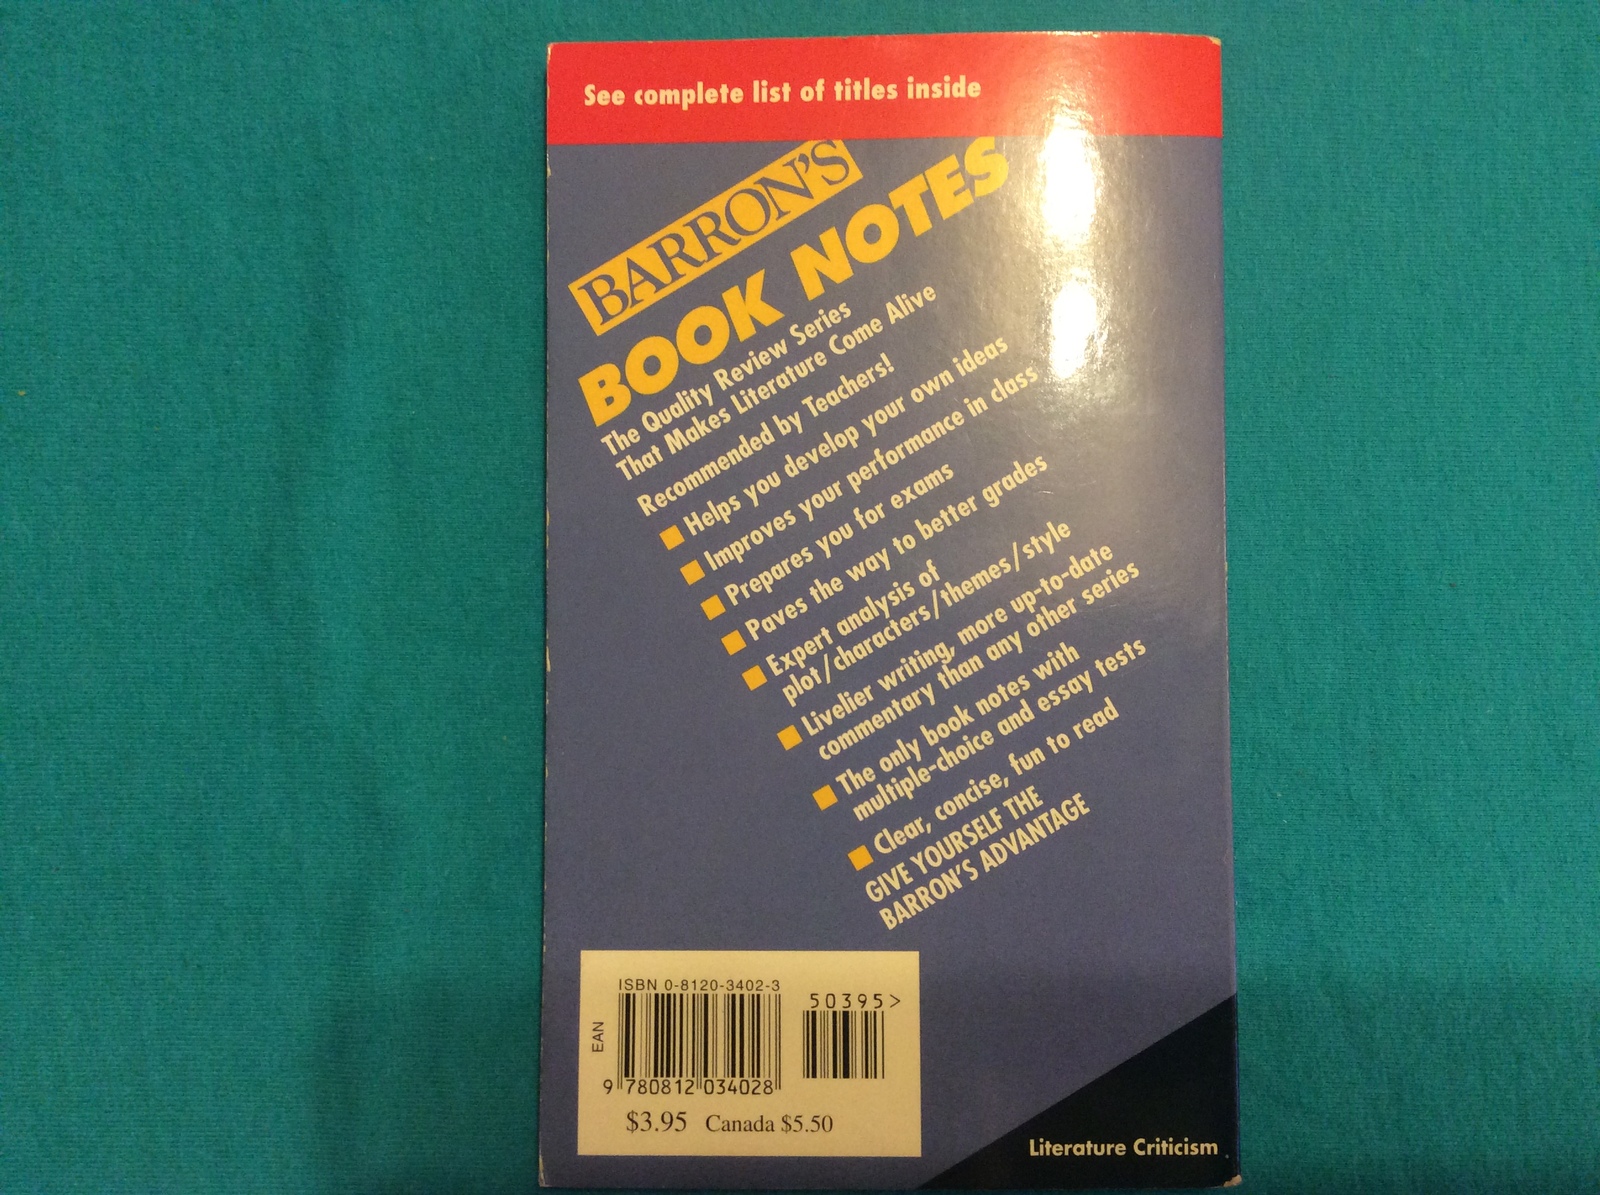 See complete list of titles inside
BARRON'S
BOOK NOTES
The Quality Review Series
That Makes Literature Come Alive
Recommended by Teachers!
■ Helps you develop your own ideas
■ Improves your performance in class
■ Prepares you for exams
■ Paves the way to better grades
■ Expert analysis of
plot/characters/themes/style
■ Livelier writing, more up-to-date
commentary than any other series
■ The only book notes with
multiple-choice and essay tests
■ Clear, concise, fun to read
GIVE YOURSELF THE
BARRON'S ADVANTAGE
ISBN 0-8120-3402-3
50395>
EAN
9 780812 034028
$3.95 Canada $5.50
Literature Criticism